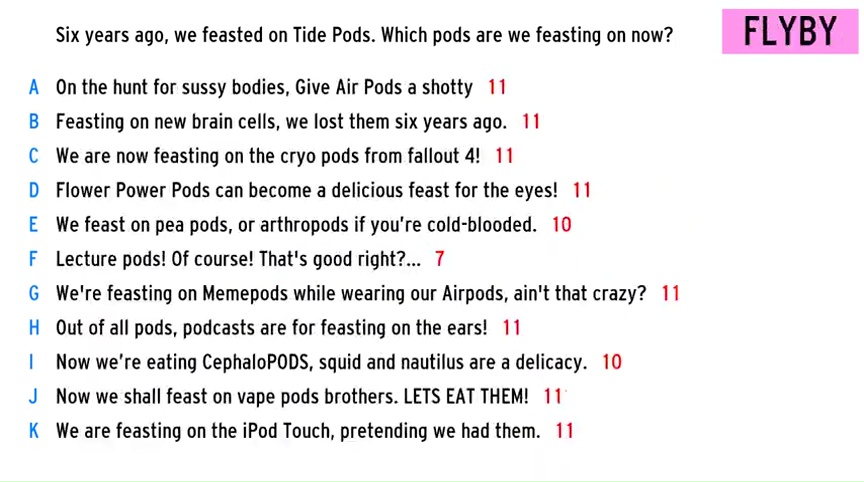 Six years ago, we feasted on Tide Pods. Which pods are we feasting on now?
FLYBY
A On the hunt for sussy bodies, Give Air Pods a shotty 11
B Feasting on new brain cells, we lost them six years ago. 11
C We are now feasting on the cryo pods from fallout 4! 11
D Flower Power Pods can become a delicious feast for the eyes! 11
E We feast on pea pods, or arthropods if you're cold-blooded. 10
F Lecture pods! Of course! That's good right?... 7
G We're feasting on Memepods while wearing our Airpods, ain't that crazy? 11
H Out of all pods, podcasts are for feasting on the ears! 11
I Now we're eating CephaloPODS, squid and nautilus are a delicacy. 10
J Now we shall feast on vape pods brothers. LETS EAT THEM! 11
K We are feasting on the iPod Touch, pretending we had them. 11